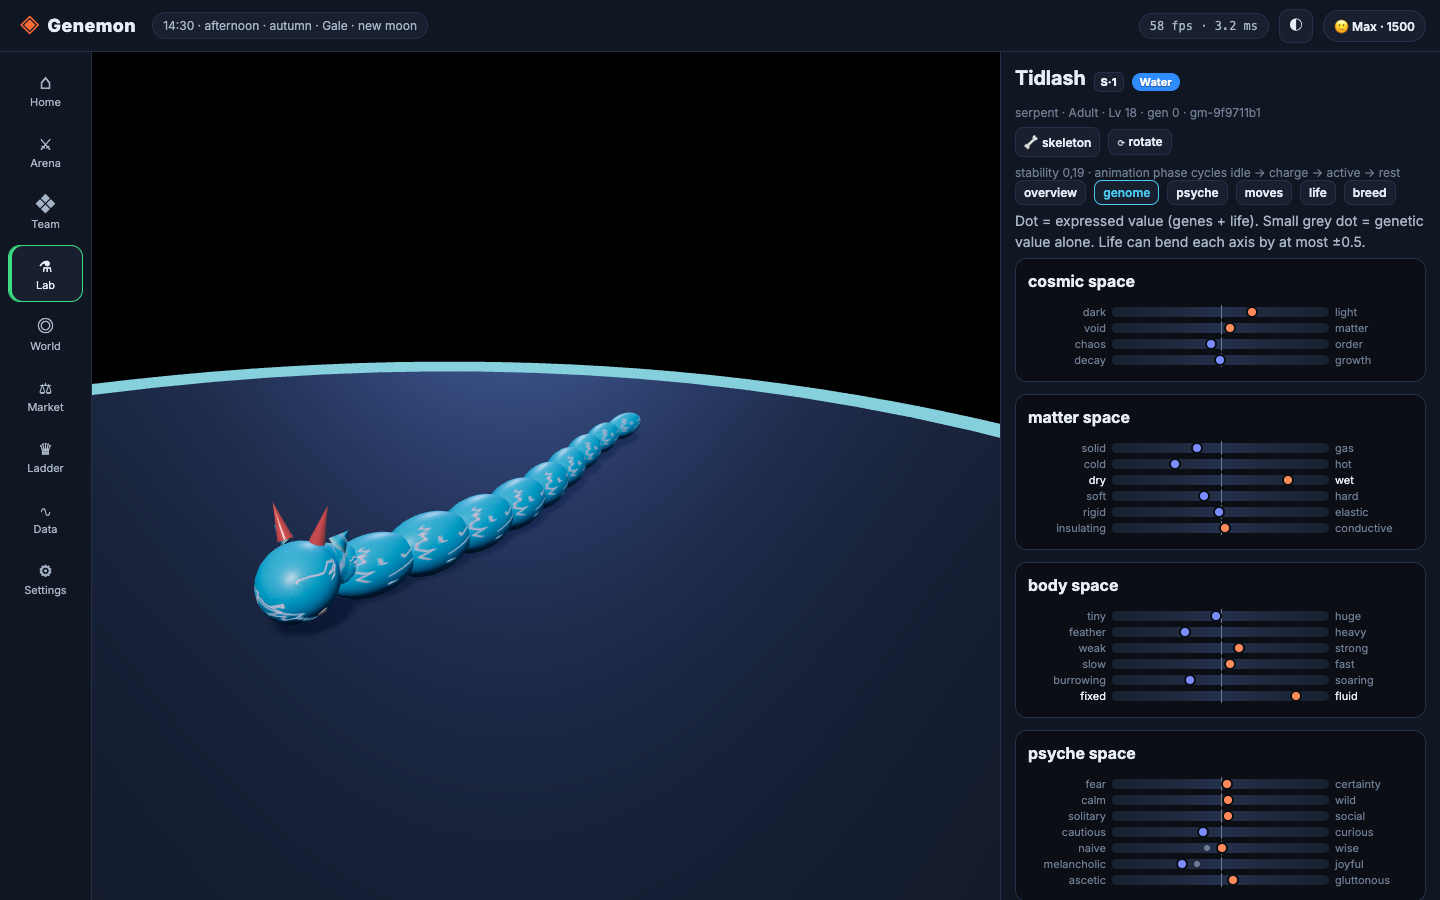 Genemon
14:30 · afternoon · autumn · Gale · new moon
58 fps · 3.2 ms
Max · 1500
Home
Arena
Team
Lab
World
Market
Ladder
Data
Settings
Tidlash S·1 Water
serpent · Adult · Lv 18 · gen 0 · gm-9f9711b1
skeleton rotate
stability 0,19 · animation phase cycles idle → charge → active → rest
overview genome psyche moves life breed
Dot = expressed value (genes + life). Small grey dot = genetic
value alone. Life can bend each axis by at most ±0.5.
cosmic space
dark light
void matter
chaos order
decay growth
matter space
solid gas
cold hot
dry wet
soft hard
rigid elastic
insulating conductive
body space
tiny huge
feather heavy
weak strong
slow fast
burrowing soaring
fixed fluid
psyche space
fear certainty
calm wild
solitary social
cautious curious
naive wise
melancholic joyful
ascetic gluttonous